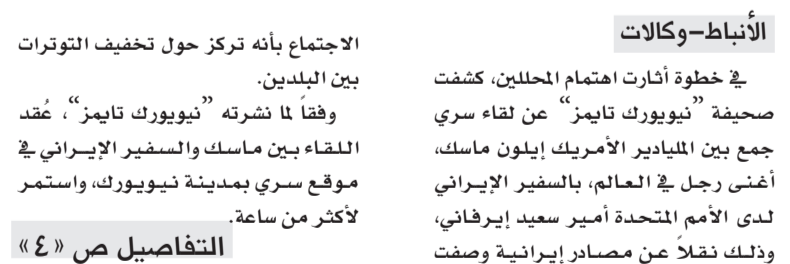 الأنباط-وكالات
في خطوة أثارت اهتمام المحللين، كشفت
صحيفة ”نيويورك تايمز“ عن لقاء سري
جمع بين المليادير الأمريك إيلون ماسك،
أغنى رجل في العالم، بالسفير الإيراني
لدى الأمم المتحدة أمير سعيد إيرفاني،
وذلك نقلاً عن مصادر إيرانية وصفت
الاجتماع بأنه تركز حول تخفيف التوترات
بين البلدين.
وفقاً لما نشرته ”نيويورك تايمز“، عُقد
اللقاء بين ماسك والسفير الإيراني في
موقع سري بمدينة نيويورك، واستمر
لأكثر من ساعة.
التفاصيل ص «٤»